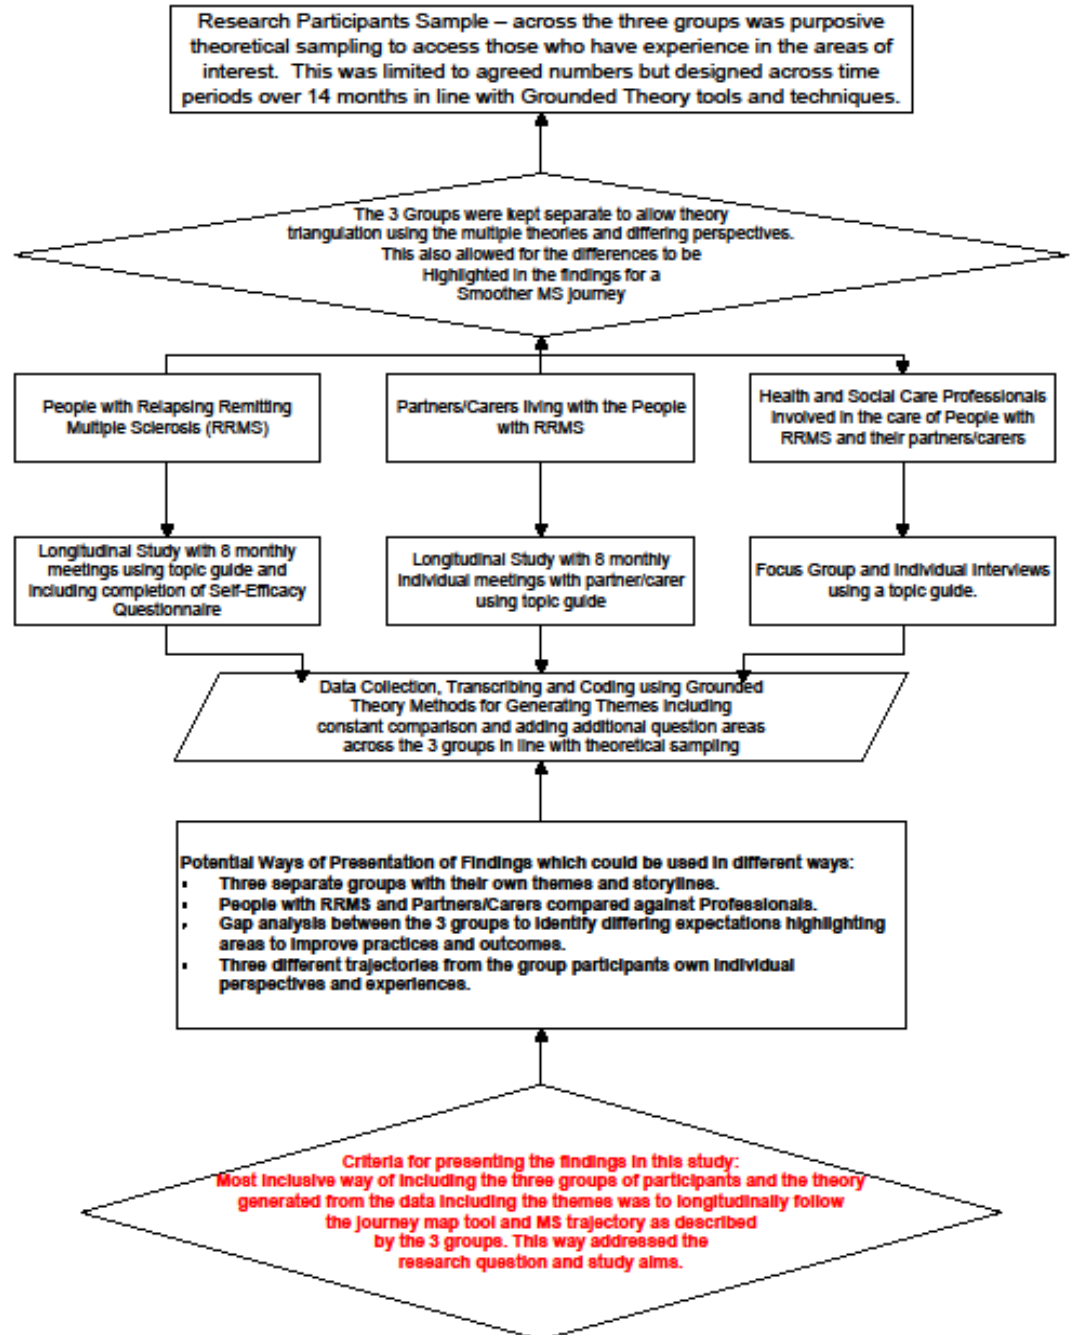 Research Participants Sample – across the three groups was purposive
theoretical sampling to access those who have experience in the areas of
interest.  This was limited to agreed numbers but designed across time
periods over 14 months in line with Grounded Theory tools and techniques.
The 3 Groups were kept separate to allow theory
triangulation using the multiple theories and differing perspectives.
This also allowed for the differences to be
Highlighted in the findings for a
Smoother MS journey
People with Relapsing Remitting
Multiple Sclerosis (RRMS)
Partners/Carers living with the People
with RRMS
Health and Social Care Professionals
involved in the care of People with
RRMS and their partners/carers
Longitudinal Study with 8 monthly
meetings using topic guide and
including completion of Self-Efficacy
Questionnaire
Longitudinal Study with 8 monthly
individual meetings with partner/carer
using topic guide
Focus Group and Individual Interviews
using a topic guide.
Data Collection, Transcribing and Coding using Grounded
Theory Methods for Generating Themes including
constant comparison and adding additional question areas
across the 3 groups in line with theoretical sampling
Potential Ways of Presentation of Findings which could be used in different ways:
▪ Three separate groups with their own themes and storylines.
▪ People with RRMS and Partners/Carers compared against Professionals.
▪ Gap analysis between the 3 groups to identify differing expectations highlighting
areas to improve practices and outcomes.
▪ Three different trajectories from the group participants own individual
perspectives and experiences.
Criteria for presenting the findings in this study:
Most inclusive way of including the three groups of participants and the theory
generated from the data including the themes was to longitudinally follow
the journey map tool and MS trajectory as described
by the 3 groups. This way addressed the
research question and study aims.